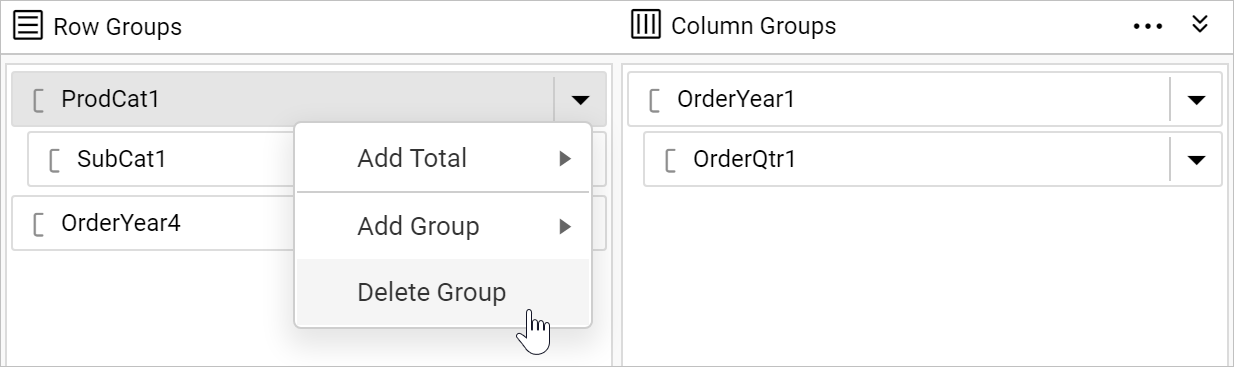 Row Groups
Column Groups
ProdCat1
SubCat1
OrderYear4
Add Total
Add Group
Delete Group
OrderYear1
OrderQtr1